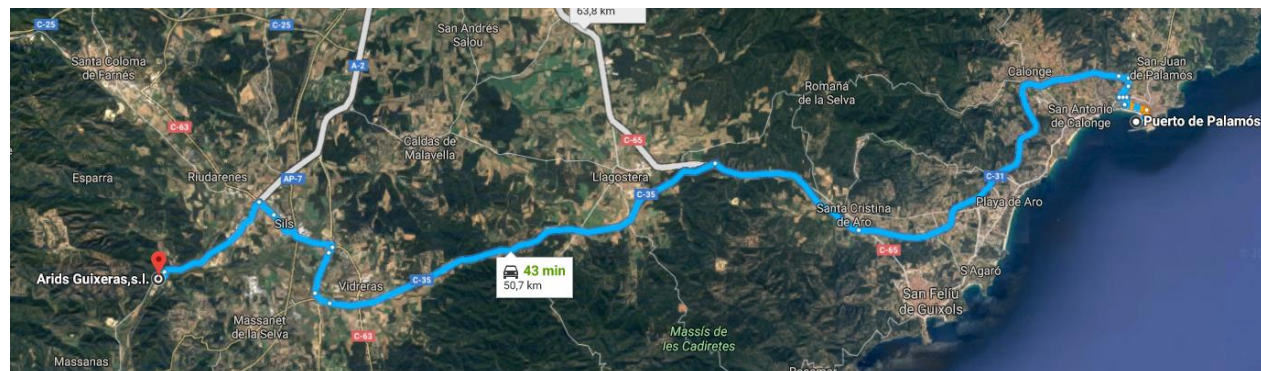 63,8 km
C-25
C-25
San Andrés
Salou
Santa Coloma
de Farnés
A-2
San Juan
de Palamós
Calonge
Romañá
de la Selva
San Antonio
de Calonge
Puerto de Palamós
C-63
Caldas de
Malavella
C-65
Esparra
Riudarenes
AP-7
Llagostera
C-31
C-35
Playa de Aro
Santa Cristina
de Aro
Sils
C-65
Arids Guixeras,s.l.
43 min
50,7 km
C-35
Vidreras
S'Agaró
San Felíu
de Guixols
Massanet
de la Selva
C-63
Massís de
les Cadiretes
Massanas